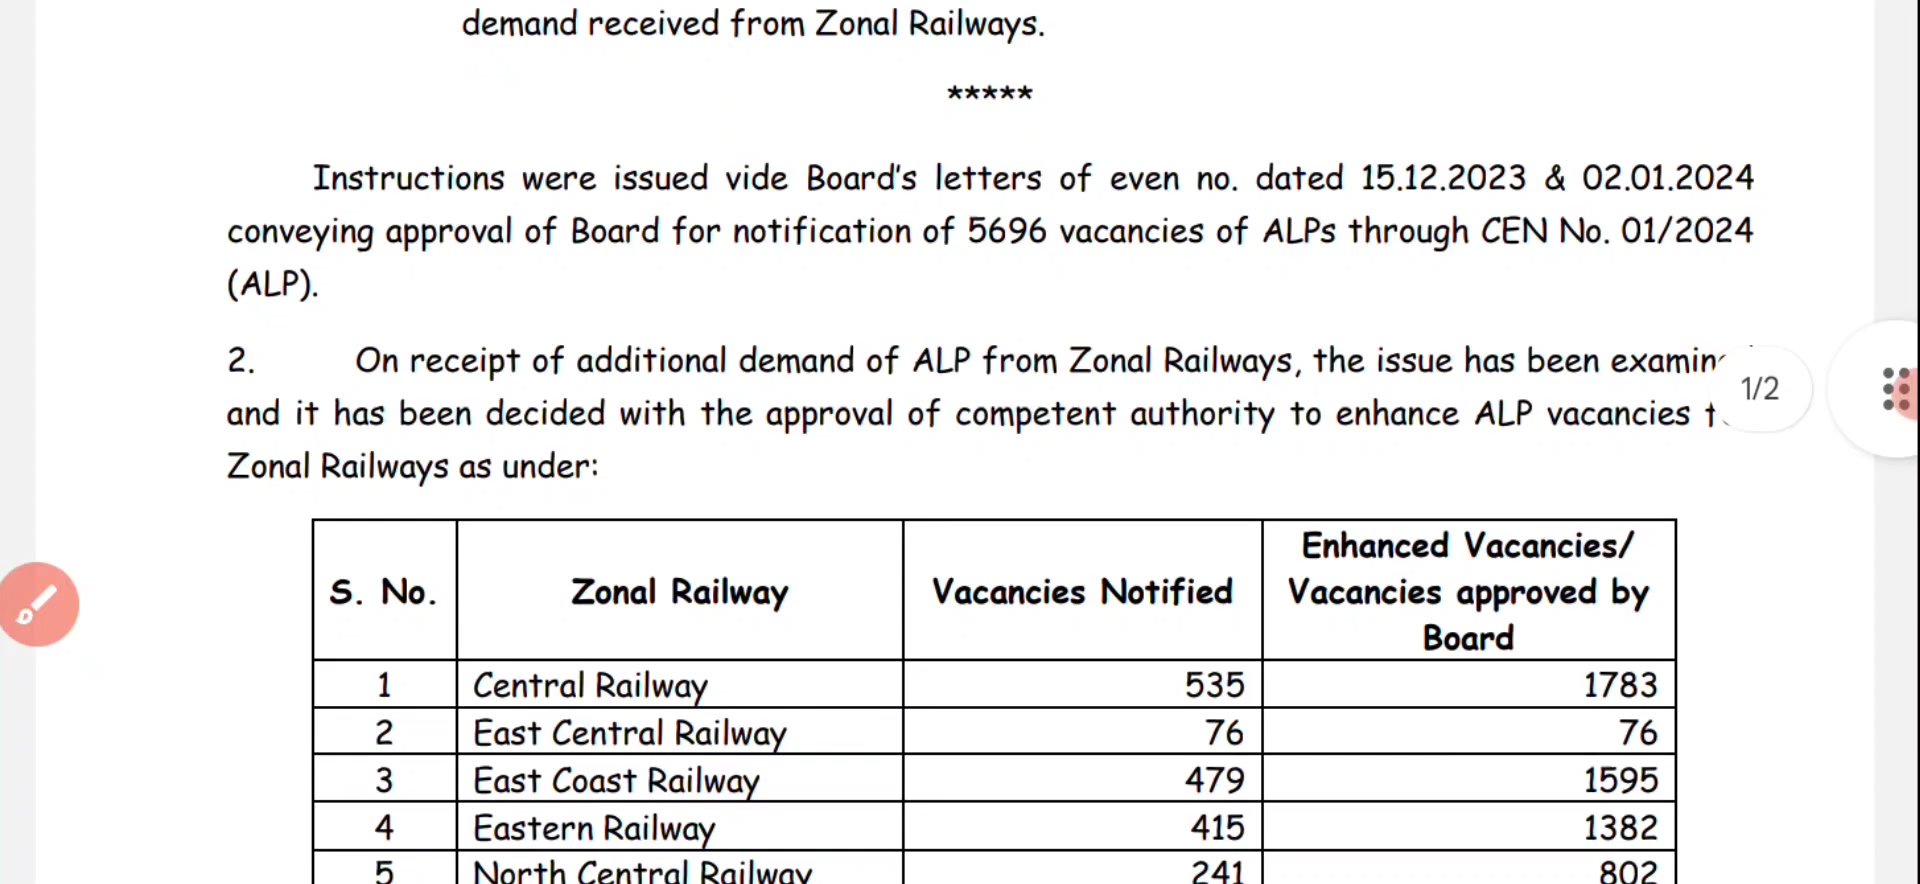 demand received from Zonal Railways.
*****
Instructions were issued vide Board's letters of even no. dated 15.12.2023 & 02.01.2024
conveying approval of Board for notification of 5696 vacancies of ALPs through CEN No. 01/2024
(ALP).
2. On receipt of additional demand of ALP from Zonal Railways, the issue has been
and it has been decided with the approval of competent authority to enhance ALP vacancies
1/2
Zonal Railways as under:
S. No. Zonal Railway Vacancies Notified Enhanced Vacancies/
Vacancies approved by
Board
1 Central Railway 535 1783
2 East Central Railway 76 76
3 East Coast Railway 479 1595
4 Eastern Railway 415 1382
5 North Central Railway 241 802